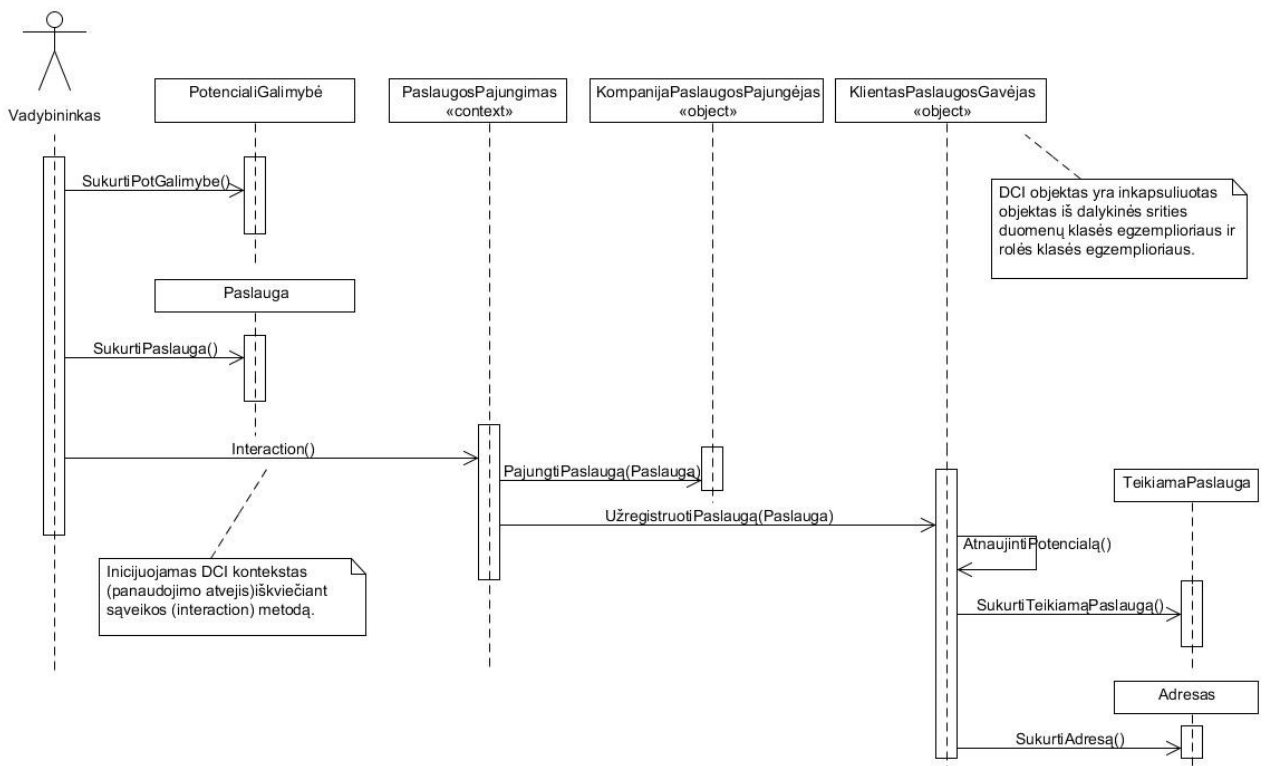 Vadybininkas
PotencialiGalimybė
PaslaugosPajungimas
«context»
KompanijaPaslaugosPajungėjas
«object»
KlientasPaslaugosGavėjas
«object»
SukurtiPotGalimybe()
DCI objektas yra inkapsuliuotas
objektas iš dalykinės srities
duomenų klasės egzemplioriaus ir
rolės klasės egzemplioriaus.
Paslauga
SukurtiPaslauga()
Interaction()
PajungtiPaslaugą(Paslauga)
TeikiamaPaslauga
UžregistruotiPaslaugą(Paslauga)
AtnaujintiPotencialą()
Inicijuojamas DCI kontekstas
(panaudojimo atvejis)iškviečiant
sąveikos (interaction) metodą.
SukurtiTeikiamąPaslaugą()
Adresas
SukurtiAdresą()